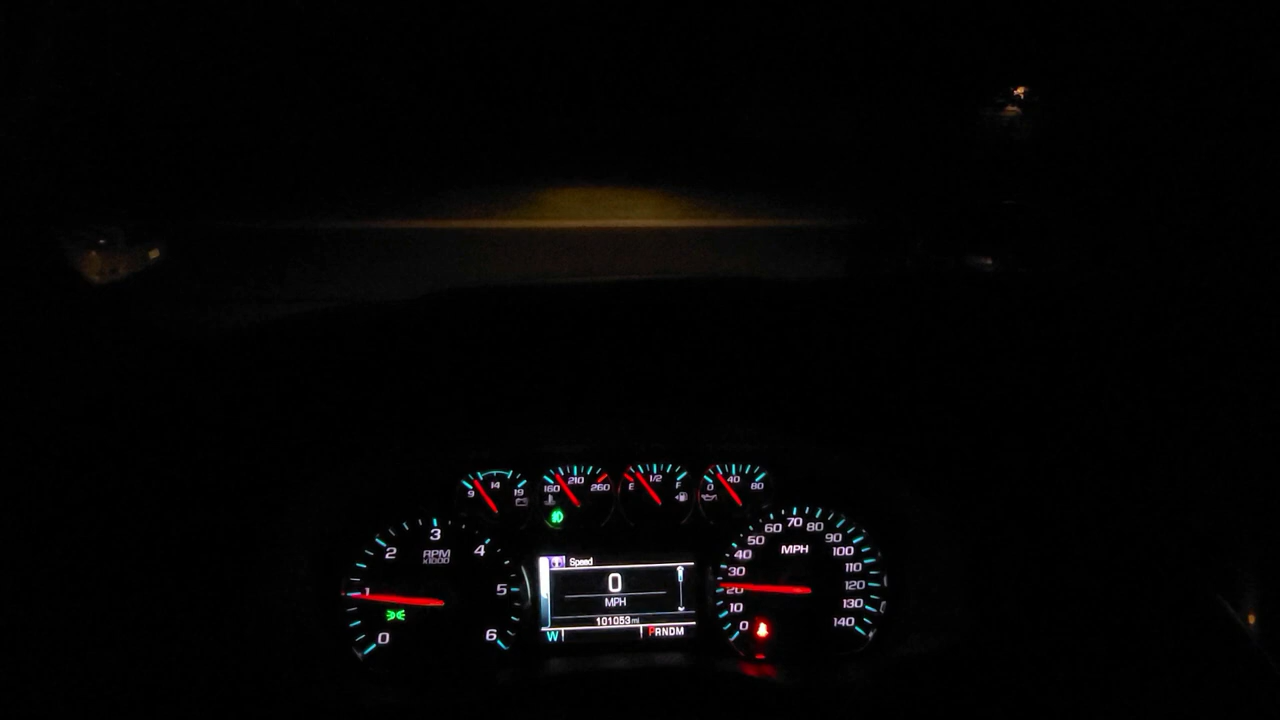 9 14 19
160 210 260
E 1/2 F
0 40 80
0 1 2 3 4 5 6
RPM
x1000
Speed
0
MPH
101053 mi
W
PRNDM
0 10 20 30 40 50 60 70 80 90 100 110 120 130 140
MPH